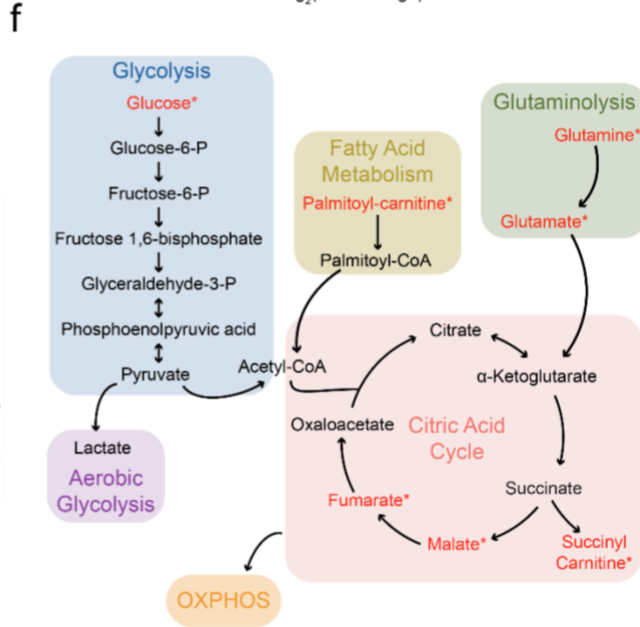 f
Glycolysis
Glucose*
Glucose-6-P
Fructose-6-P
Fructose 1,6-bisphosphate
Glyceraldehyde-3-P
Phosphoenolpyruvic acid
Pyruvate
Lactate
Aerobic
Glycolysis
Fatty Acid
Metabolism
Palmitoyl-carnitine*
Palmitoyl-CoA
Acetyl-CoA
Glutaminolysis
Glutamine*
Glutamate*
Citrate
α-Ketoglutarate
Oxaloacetate
Citric Acid
Cycle
Succinate
Fumarate*
Malate*
Succinyl
Carnitine*
OXPHOS